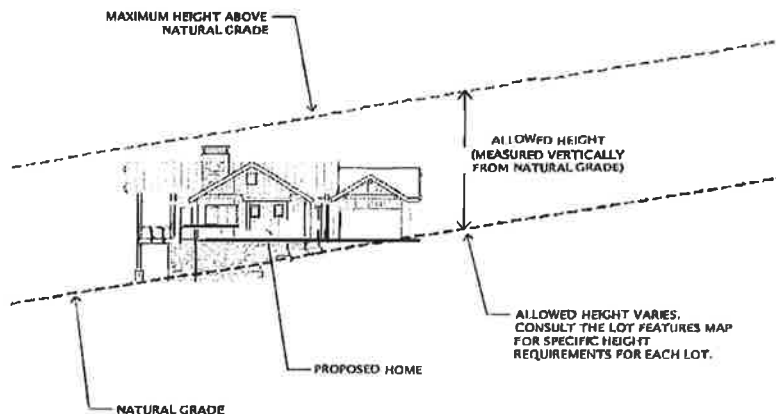 MAXIMUM HEIGHT ABOVE
NATURAL GRADE
ALLOWED HEIGHT
(MEASURED VERTICALLY
FROM NATURAL GRADE)
ALLOWED HEIGHT VARIES.
CONSULT THE LOT FEATURES MAP
FOR SPECIFIC HEIGHT
REQUIREMENTS FOR EACH LOT.
PROPOSED HOME
NATURAL GRADE